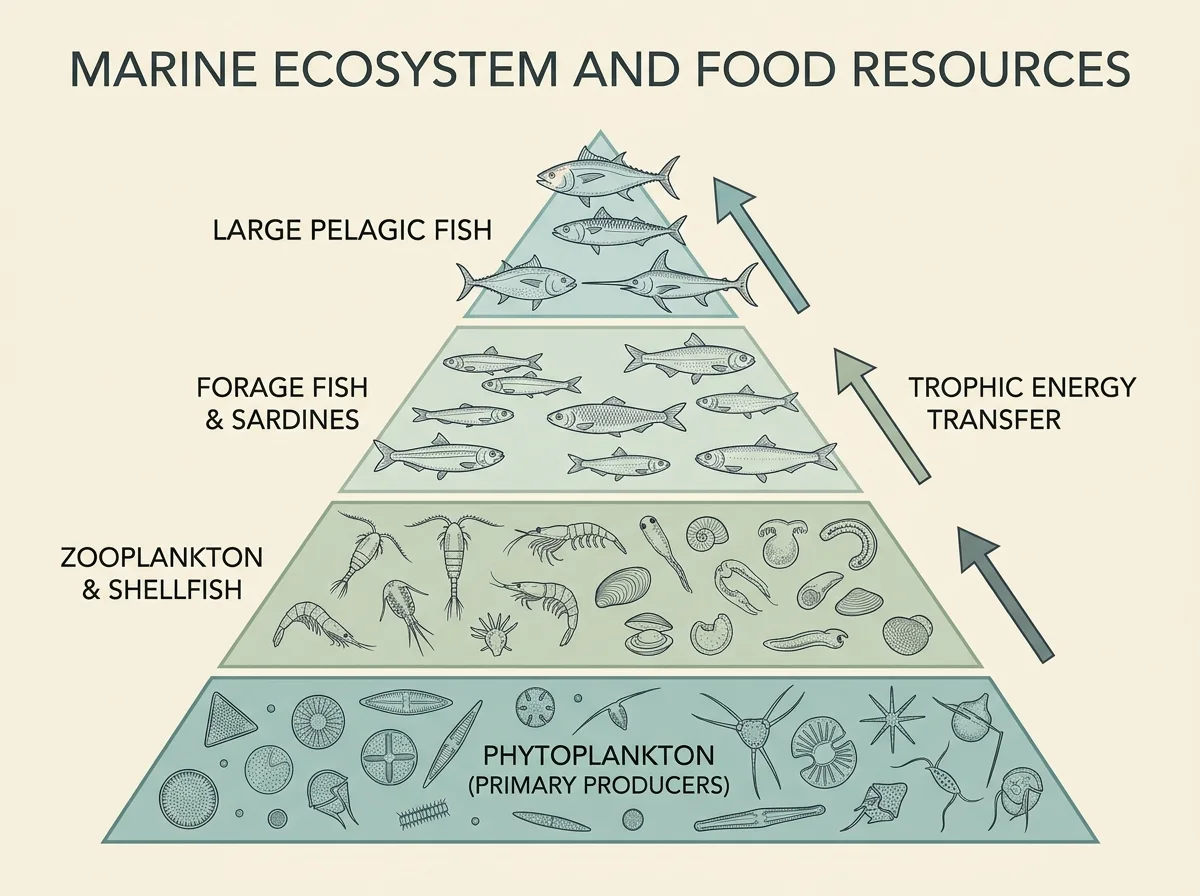 MARINE ECOSYSTEM AND FOOD RESOURCES
LARGE PELAGIC FISH
FORAGE FISH
& SARDINES
TROPHIC ENERGY
TRANSFER
ZOOPLANKTON
& SHELLFISH
PHYTOPLANKTON
(PRIMARY PRODUCERS)